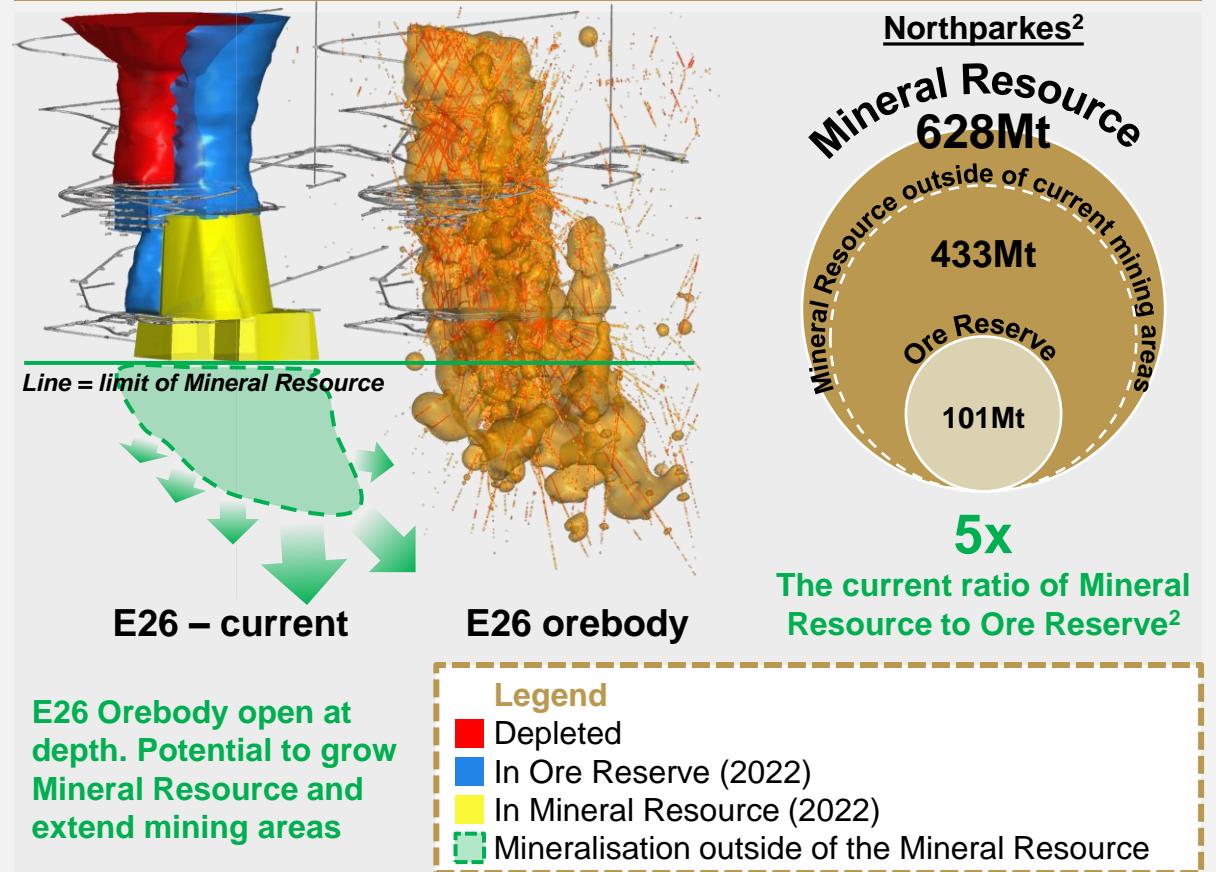 Northparkes²
Mineral Resource
628Mt
Mineral Resource outside of current mining areas
433Mt
Ore Reserve
101Mt
5x
The current ratio of Mineral
Resource to Ore Reserve²
Line = limit of Mineral Resource
E26 – current
E26 orebody
E26 Orebody open at
depth. Potential to grow
Mineral Resource and
extend mining areas
Legend
Depleted
In Ore Reserve (2022)
In Mineral Resource (2022)
Mineralisation outside of the Mineral Resource